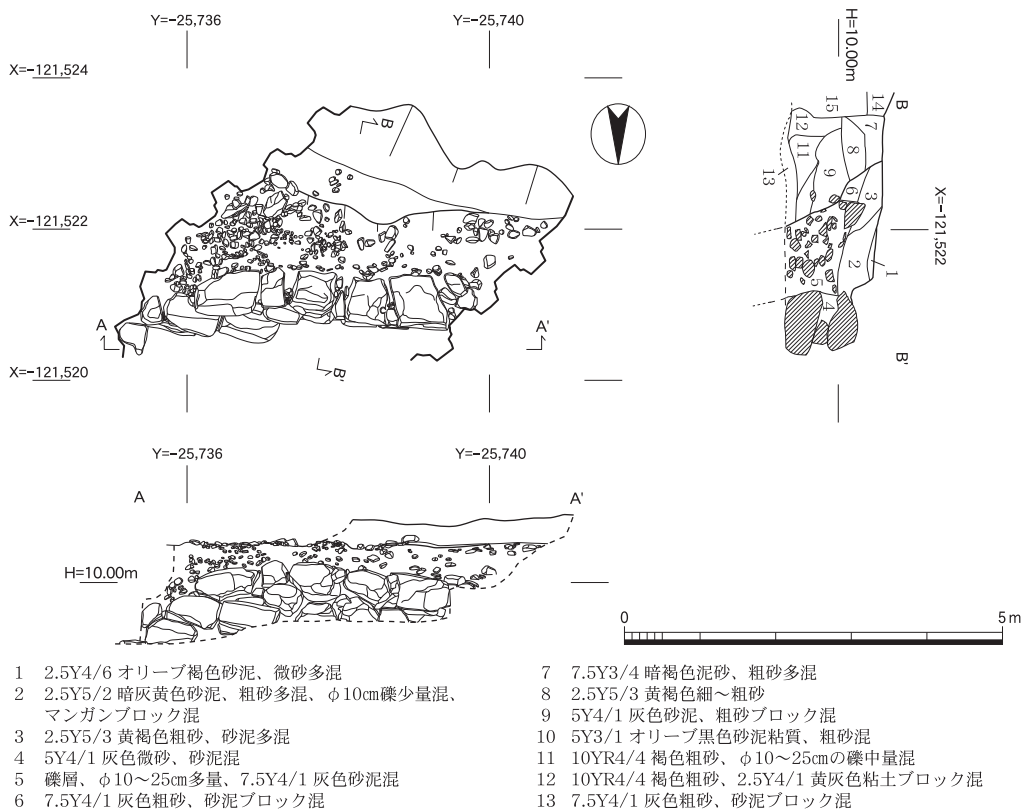 Y=-25,736
Y=-25,740
X=-121,524
X=-121,522
X=-121,520
A
A'
B
B'
H=10.00m
B
B'
X=-121,522
14
15
7
12
11
8
9
13
6
3
2
1
5
4
Y=-25,736
Y=-25,740
A
A'
H=10.00m
0
5 m
1 2.5Y4/6 オリーブ褐色砂泥、微砂多混
2 2.5Y5/2 暗灰黄色砂泥、粗砂多混、φ10㎝礫少量混、
マンガンブロック混
3 2.5Y5/3 黄褐色粗砂、砂泥多混
4 5Y4/1 灰色微砂、砂泥混
5 礫層、φ10～25㎝多量、7.5Y4/1 灰色砂泥混
6 7.5Y4/1 灰色粗砂、砂泥ブロック混
7 7.5Y3/4 暗褐色泥砂、粗砂多混
8 2.5Y5/3 黄褐色細～粗砂
9 5Y4/1 灰色砂泥、粗砂ブロック混
10 5Y3/1 オリーブ黒色砂泥粘質、粗砂混
11 10YR4/4 褐色粗砂、φ10～25㎝の礫中量混
12 10YR4/4 褐色粗砂、2.5Y4/1 黄灰色粘土ブロック混
13 7.5Y4/1 灰色粗砂、砂泥ブロック混